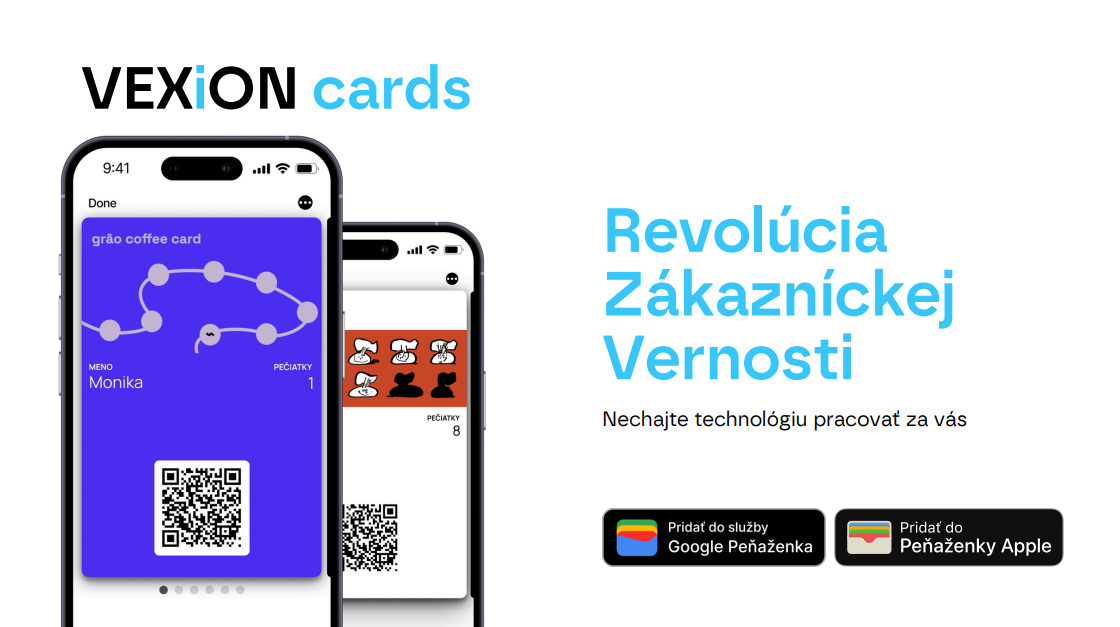 VEXiON cards
9:41
Done
grão coffee card
MENO
PEČIATKY
Monika
1
PEČIATKY
8
Revolúcia
Zákazníckej
Vernosti
Nechajte technológiu pracovať za vás
Pridať do služby
Google Peňaženka
Pridať do
Peňaženky Apple